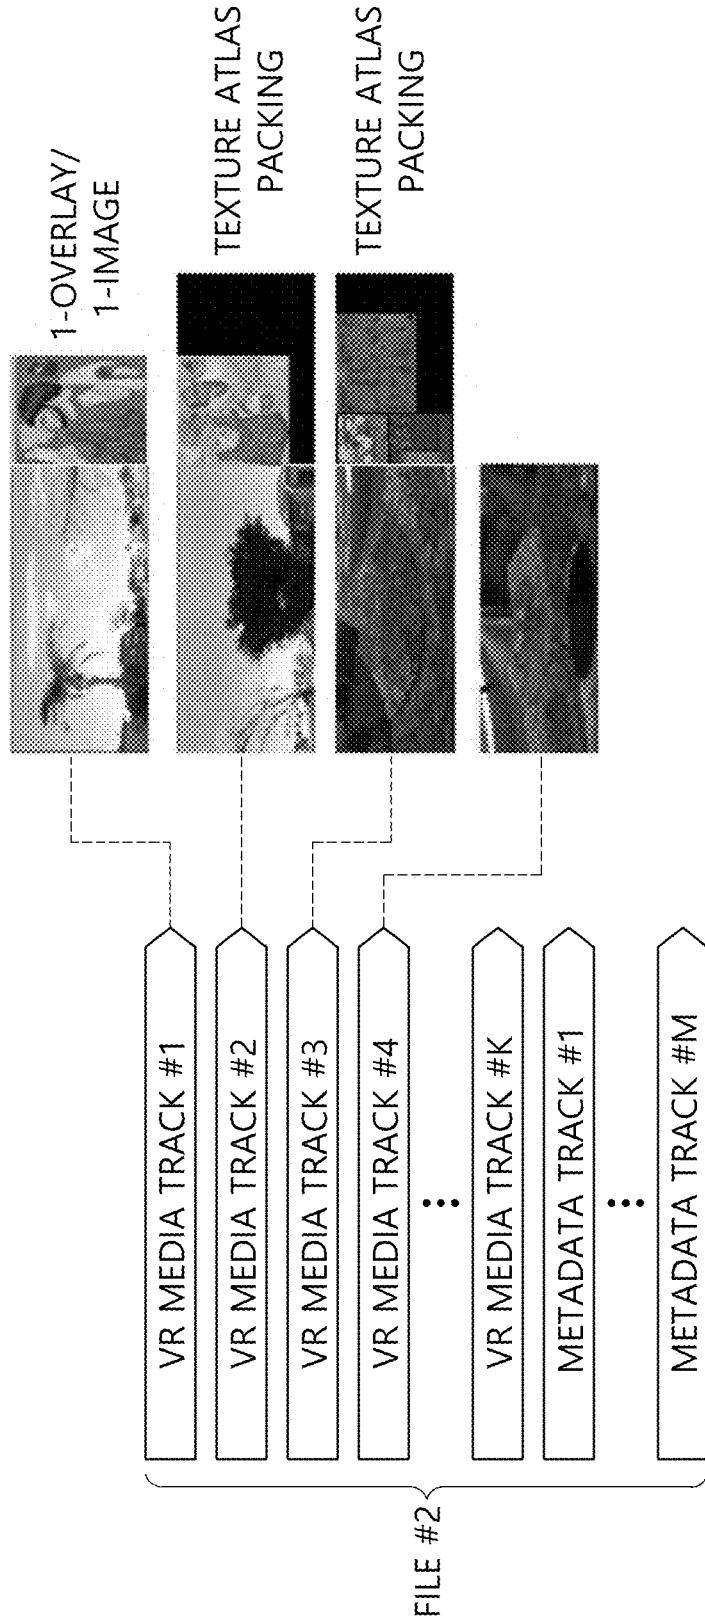 FILE #2
VR MEDIA TRACK #1
VR MEDIA TRACK #2
VR MEDIA TRACK #3
VR MEDIA TRACK #4
VR MEDIA TRACK #K
METADATA TRACK #1
METADATA TRACK #M
1-OVERLAY/
1-IMAGE
TEXTURE ATLAS
PACKING
TEXTURE ATLAS
PACKING